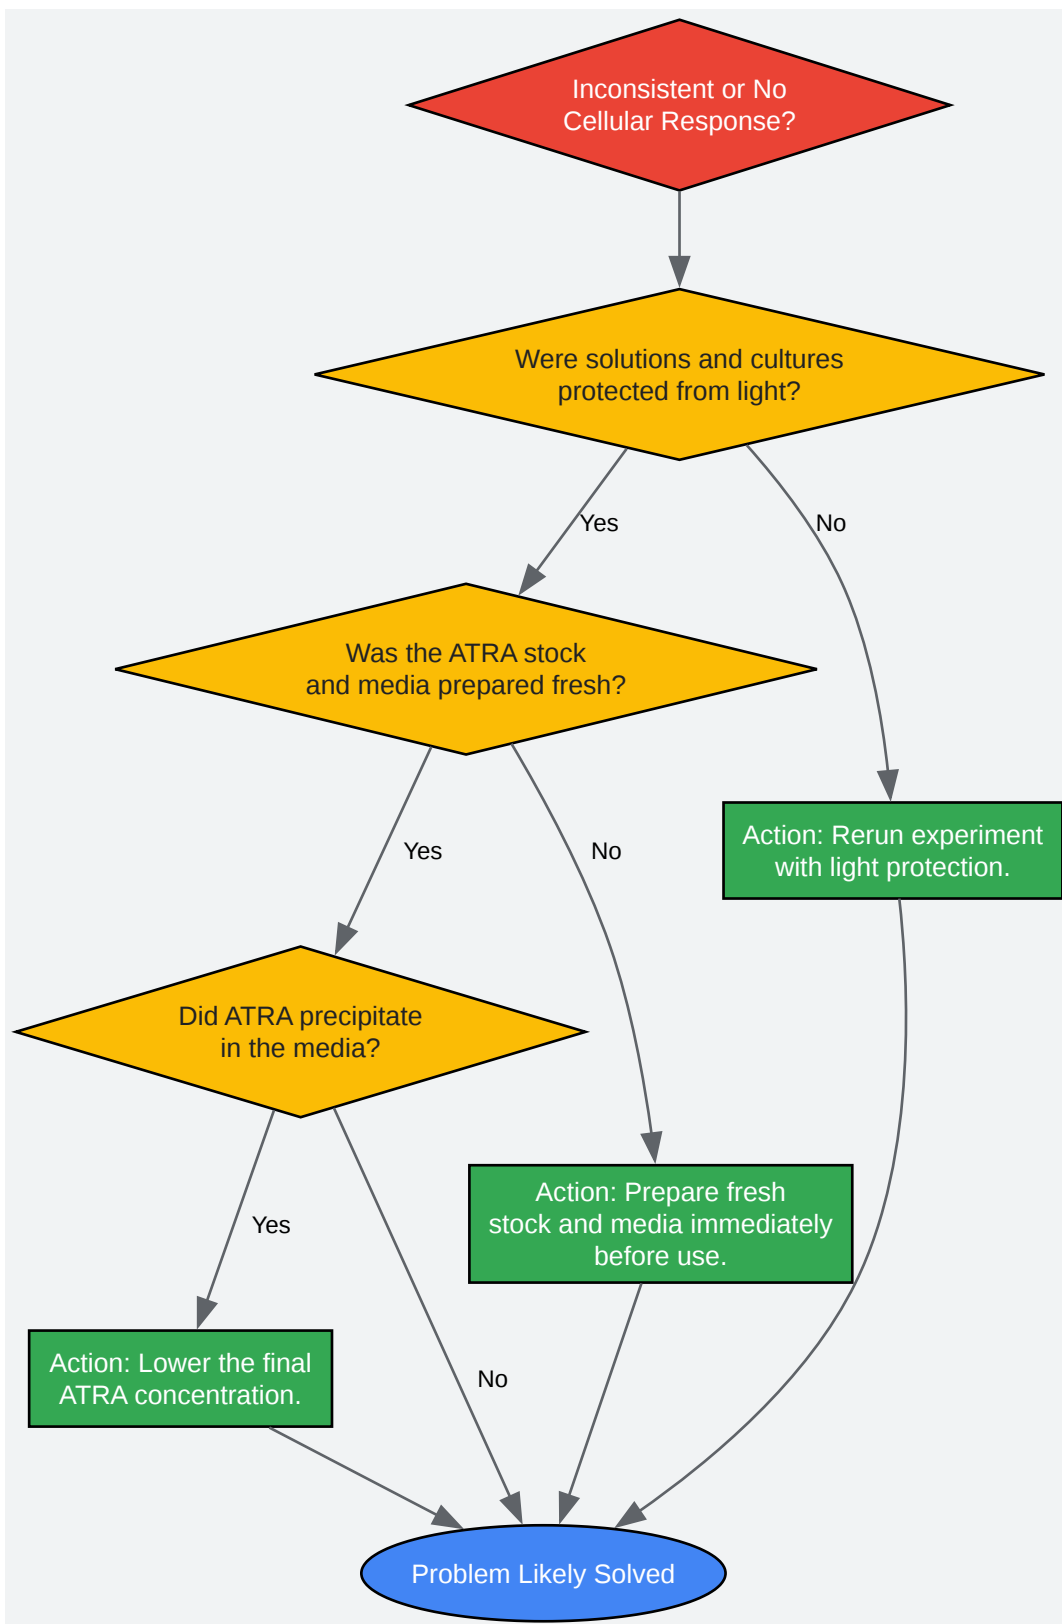 Inconsistent or No
Cellular Response?
Were solutions and cultures
protected from light?
Yes
No
Was the ATRA stock
and media prepared fresh?
Action: Rerun experiment
with light protection.
Yes
No
Did ATRA precipitate
in the media?
Action: Prepare fresh
stock and media immediately
before use.
Yes
Action: Lower the final
ATRA concentration.
No
Problem Likely Solved